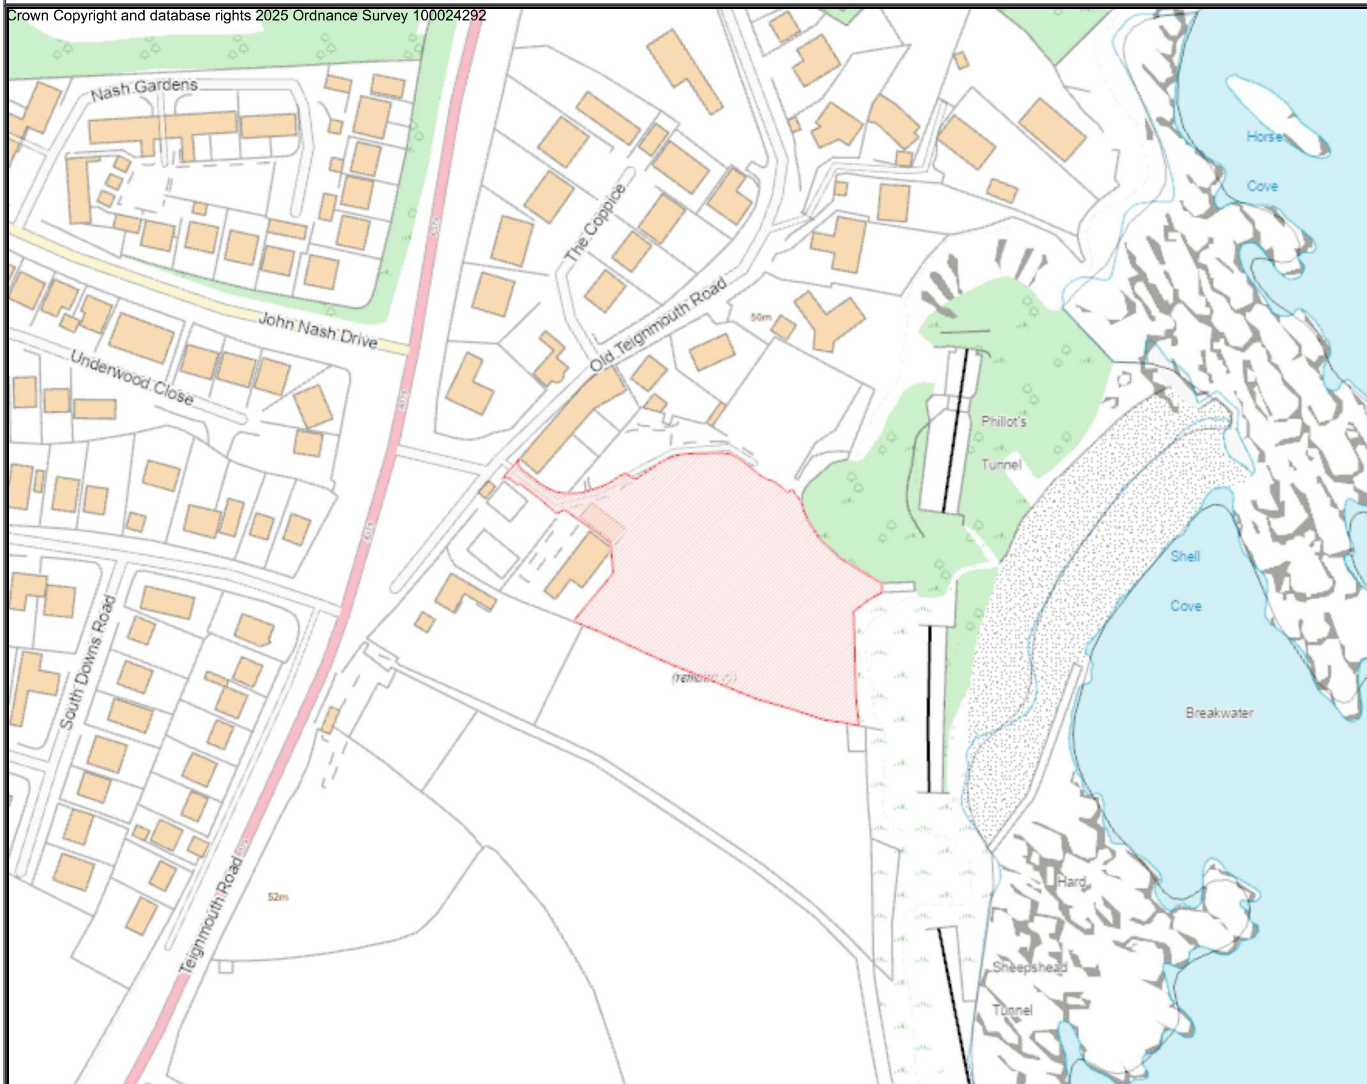 Crown Copyright and database rights 2025 Ordnance Survey 100024292
Nash Gardens
Horse
Cove
The Coppice
John Nash Drive
Old Teignmouth Road
50m
Underwood Close
Phillot's
Tunnel
Shell
Cove
South Downs Road
Breakwater
Hard
52m
Teignmouth Road
Sheepshead
Tunnel